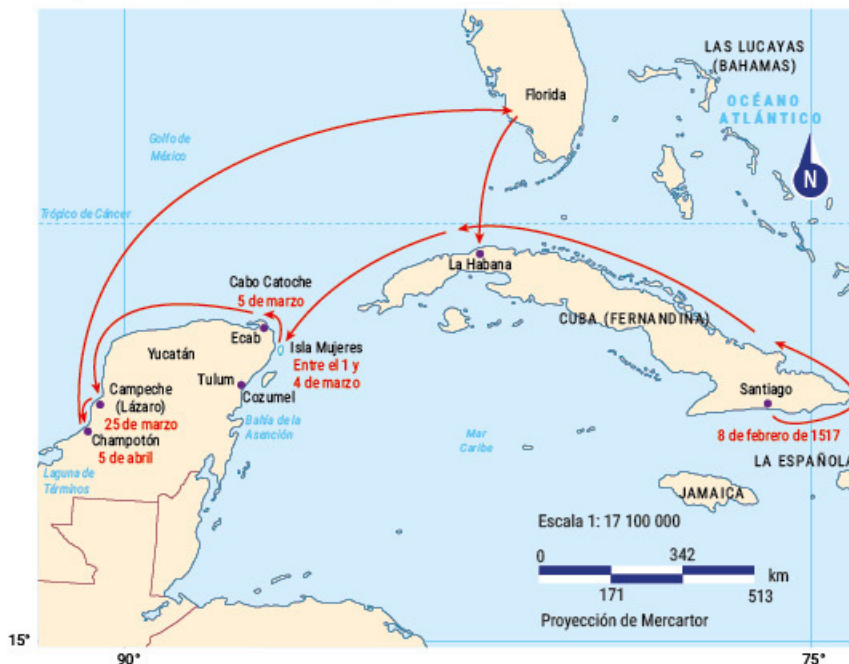 LAS LUCAYAS
(BAHAMAS)
OCÉANO
ATLÁNTICO
Florida
Golfo de
México
N
Trópico de Cáncer
La Habana
Cabo Catoche
5 de marzo
CUBA (FERNANDINA)
Ecab
Isla Mujeres
Entre el 1 y
4 de marzo
Yucatán
Tulum
Cozumel
Santiago
Campeche
(Lázaro)
25 de marzo
Bahía de la
Asención
Champotón
5 de abril
Mar
Caribe
8 de febrero de 1517
LA ESPAÑOLA
Laguna de
Términos
JAMAICA
Escala 1: 17 100 000
0
342
km
171
513
Proyección de Mercartor
15°
90°
75°